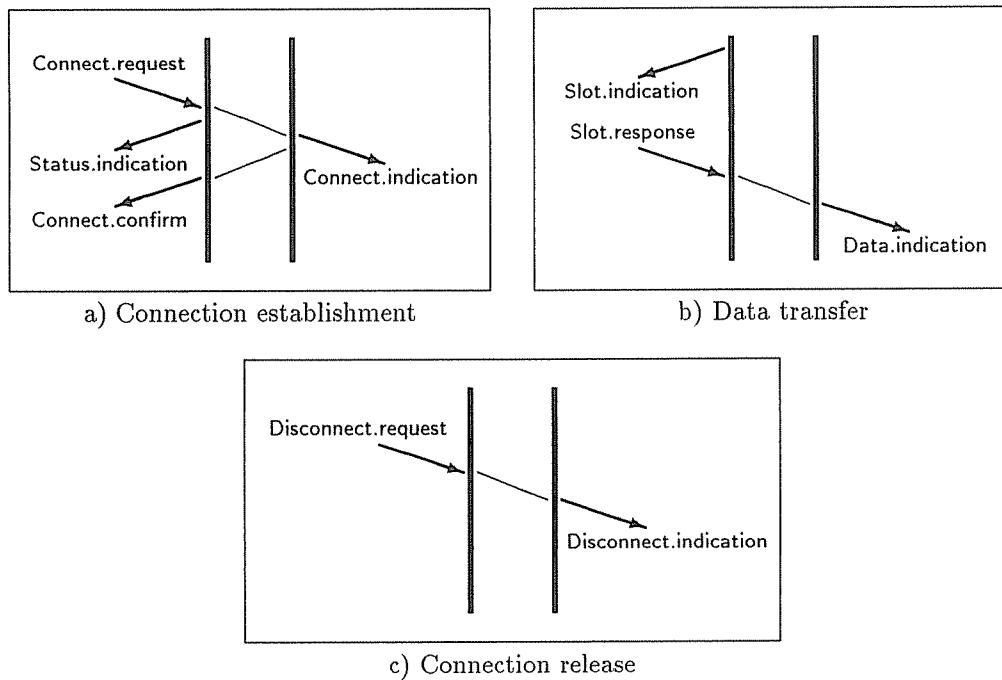 Connect.request
Status.indication
Connect.confirm
Connect.indication
a) Connection establishment
Slot.indication
Slot.response
Data.indication
b) Data transfer
Disconnect.request
Disconnect.indication
c) Connection release